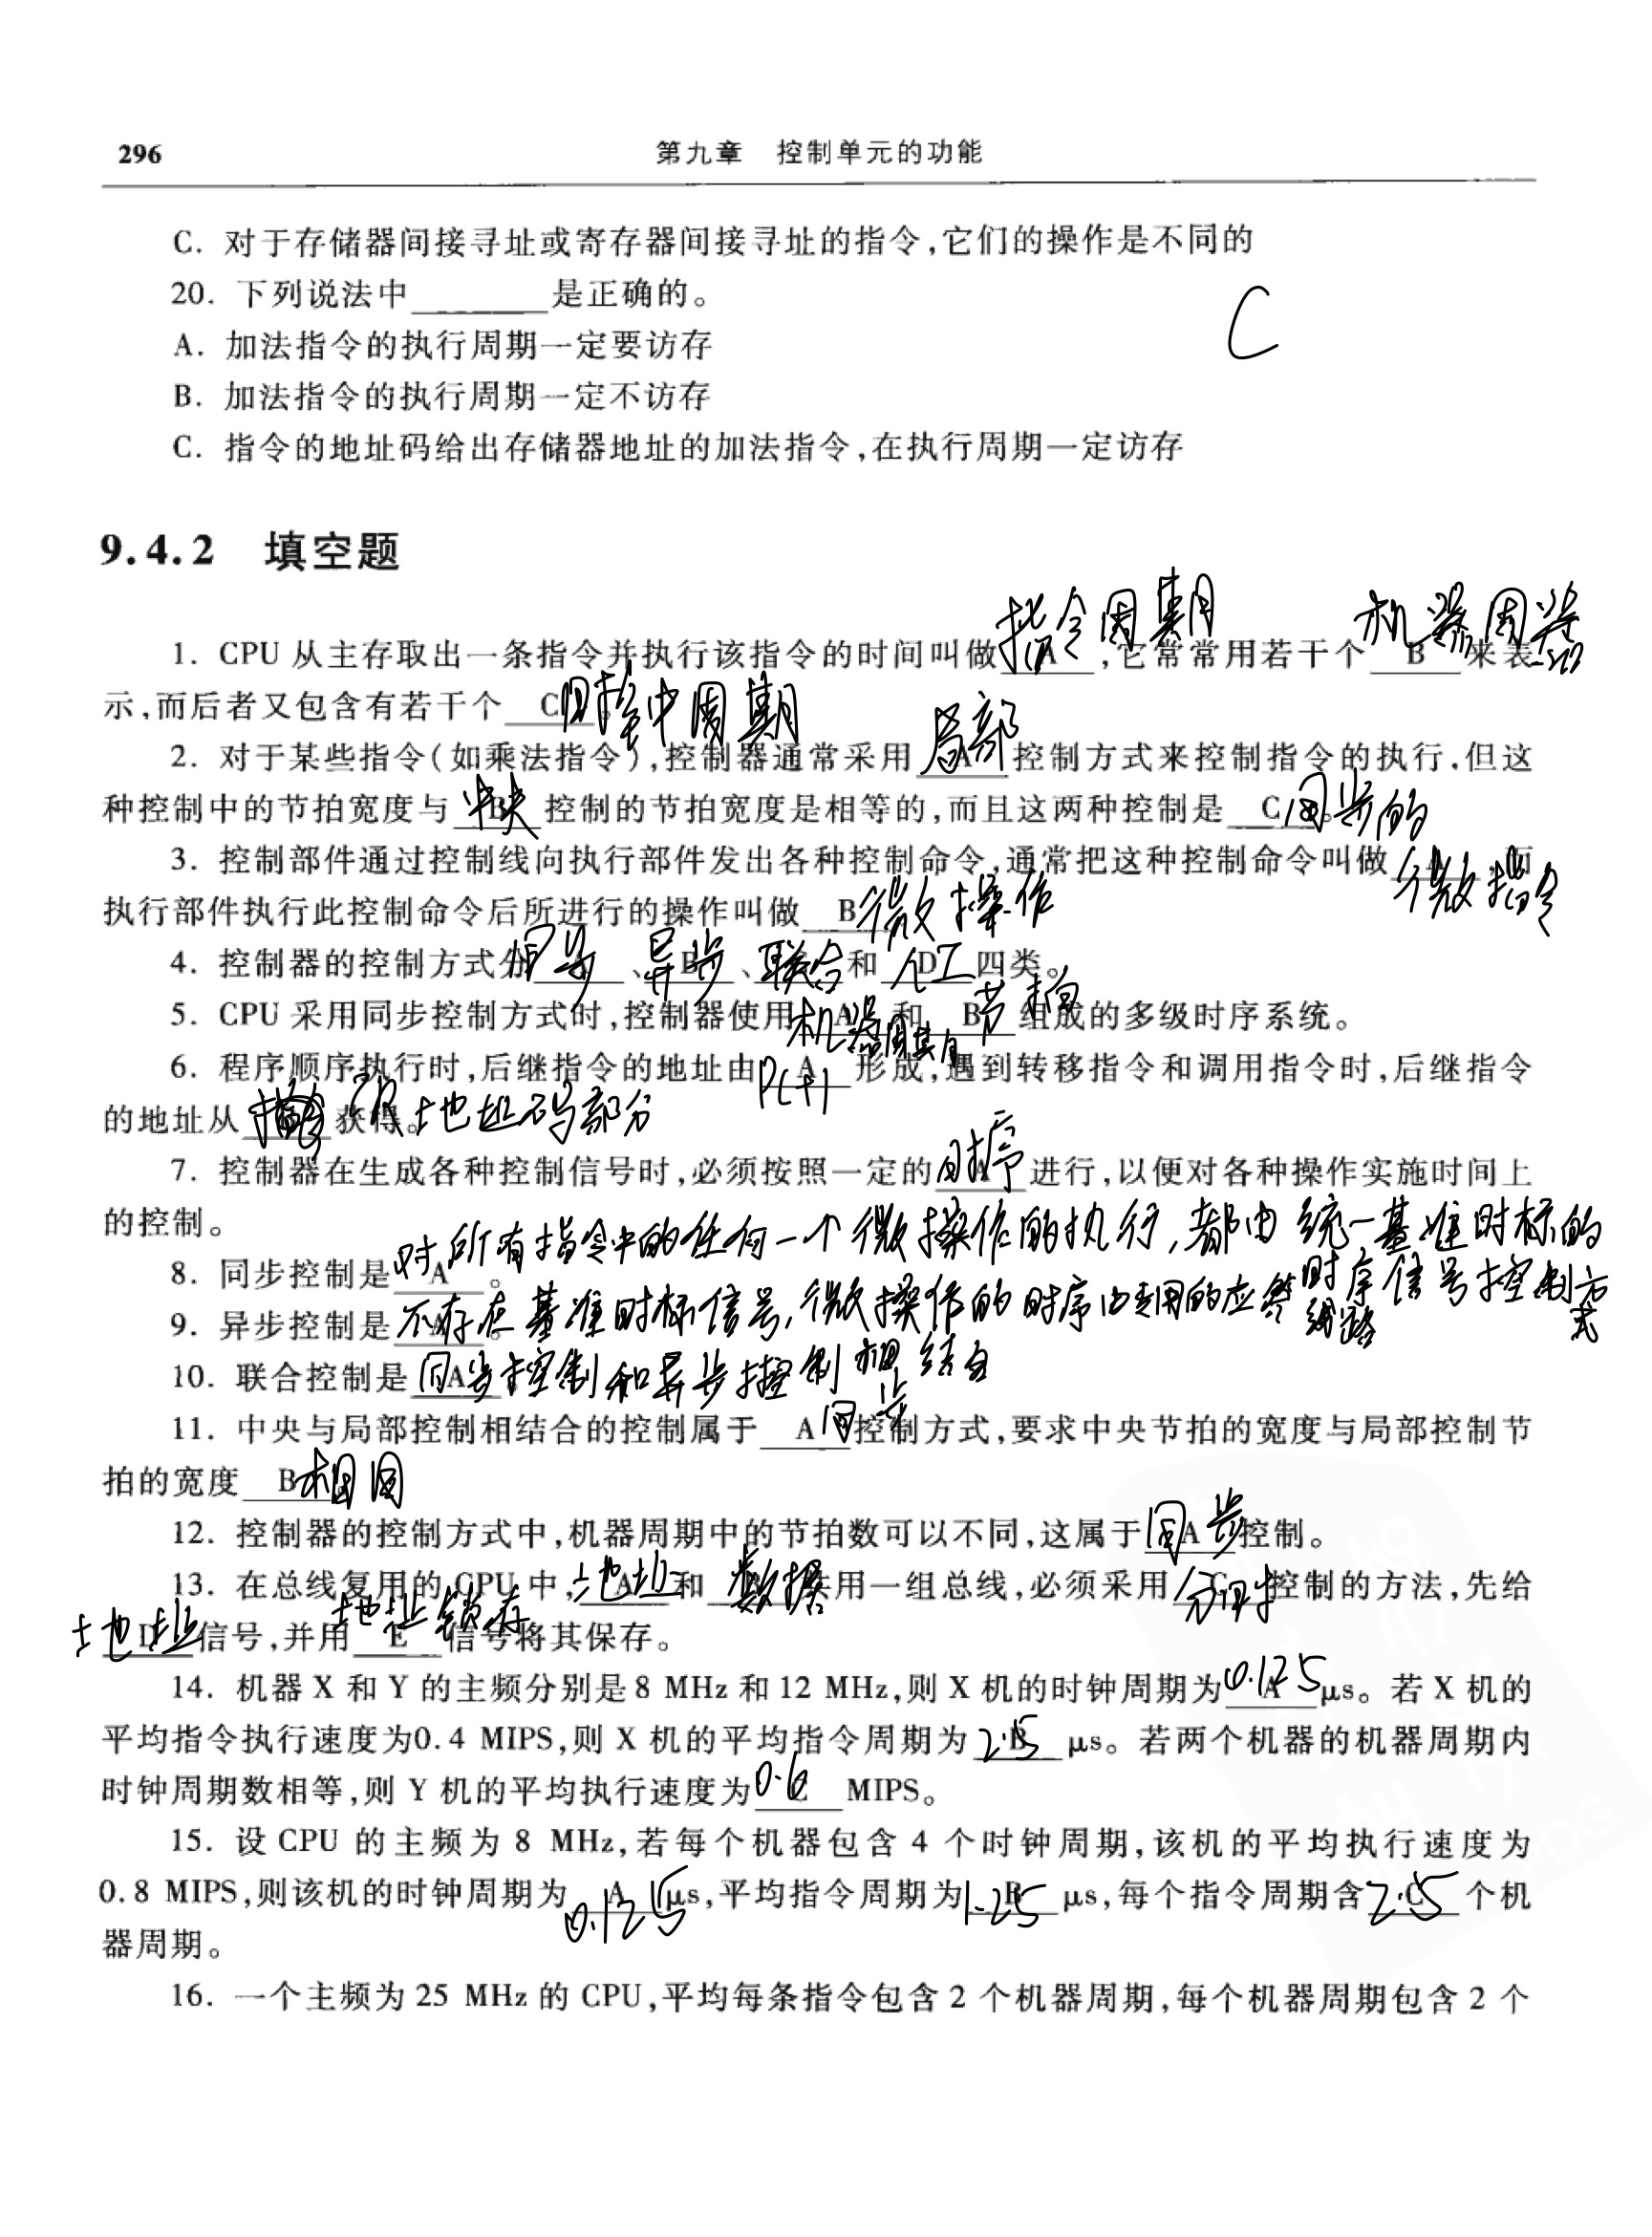 296 第九章 控制单元的功能
C. 对于存储器间接寻址或寄存器间接寻址的指令,它们的操作是不同的
20. 下列说法中________是正确的。
C
A. 加法指令的执行周期一定要访存
B. 加法指令的执行周期一定不访存
C. 指令的地址码给出存储器地址的加法指令,在执行周期一定访存
9.4.2 填空题
指令周期 机器周
1. CPU 从主存取出一条指令并执行该指令的时间叫做 A ,它常常用若干个 B 来表
示,而后者又包含有若干个 C 。
时钟周期 局部
2. 对于某些指令(如乘法指令),控制器通常采用 A 控制方式来控制指令的执行,但这
种控制中的节拍宽度与 B 控制的节拍宽度是相等的,而且这两种控制是 C 。
中央 同步的
3. 控制部件通过控制线向执行部件发出各种控制命令,通常把这种控制命令叫做 A ,而
微指令
执行部件执行此控制命令后所进行的操作叫做 B
微操作
4. 控制器的控制方式分 、 B 、 和 D 四类。
异步 联合 人工
5. CPU 采用同步控制方式时,控制器使用 A 和 B 组成的多级时序系统。
机器周期 节拍
6. 程序顺序执行时,后继指令的地址由 A 形成,遇到转移指令和调用指令时,后继指令
PC+1
的地址从 获得。
地址码部分
7. 控制器在生成各种控制信号时,必须按照一定的 A 进行,以便对各种操作实施时间上
时序
的控制。
对所有指令中的任何一个微操作的执行,都由统一基准时标的
时序信号控制方式
8. 同步控制是 A 。
9. 异步控制是 A 。
不存在基准时标信号,微操作的时序由专用的应答线路
10. 联合控制是 A
同步控制和异步控制相结合
11. 中央与局部控制相结合的控制属于 A 控制方式,要求中央节拍的宽度与局部控制节
同步
拍的宽度 B 。
相同
12. 控制器的控制方式中,机器周期中的节拍数可以不同,这属于 A 控制。
同步
13. 在总线复用的 CPU 中, A 和 B 共用一组总线,必须采用 C 控制的方法,先给
地址 数据 分时
D 信号,并用 E 信号将其保存。
地址 地址锁存
14. 机器 X 和 Y 的主频分别是 8 MHz 和 12 MHz,则 X 机的时钟周期为 A μs。若 X 机的
0.125
平均指令执行速度为0.4 MIPS,则 X 机的平均指令周期为 B μs。若两个机器的机器周期内
2.5
时钟周期数相等,则 Y 机的平均执行速度为 C MIPS。
0.6
15. 设 CPU 的主频为 8 MHz,若每个机器包含 4 个时钟周期,该机的平均执行速度为
0.8 MIPS,则该机的时钟周期为 A μs,平均指令周期为 B μs,每个指令周期含 C 个机
0.125 1.25 2.5
器周期。
16. 一个主频为 25 MHz 的 CPU,平均每条指令包含 2 个机器周期,每个机器周期包含 2 个